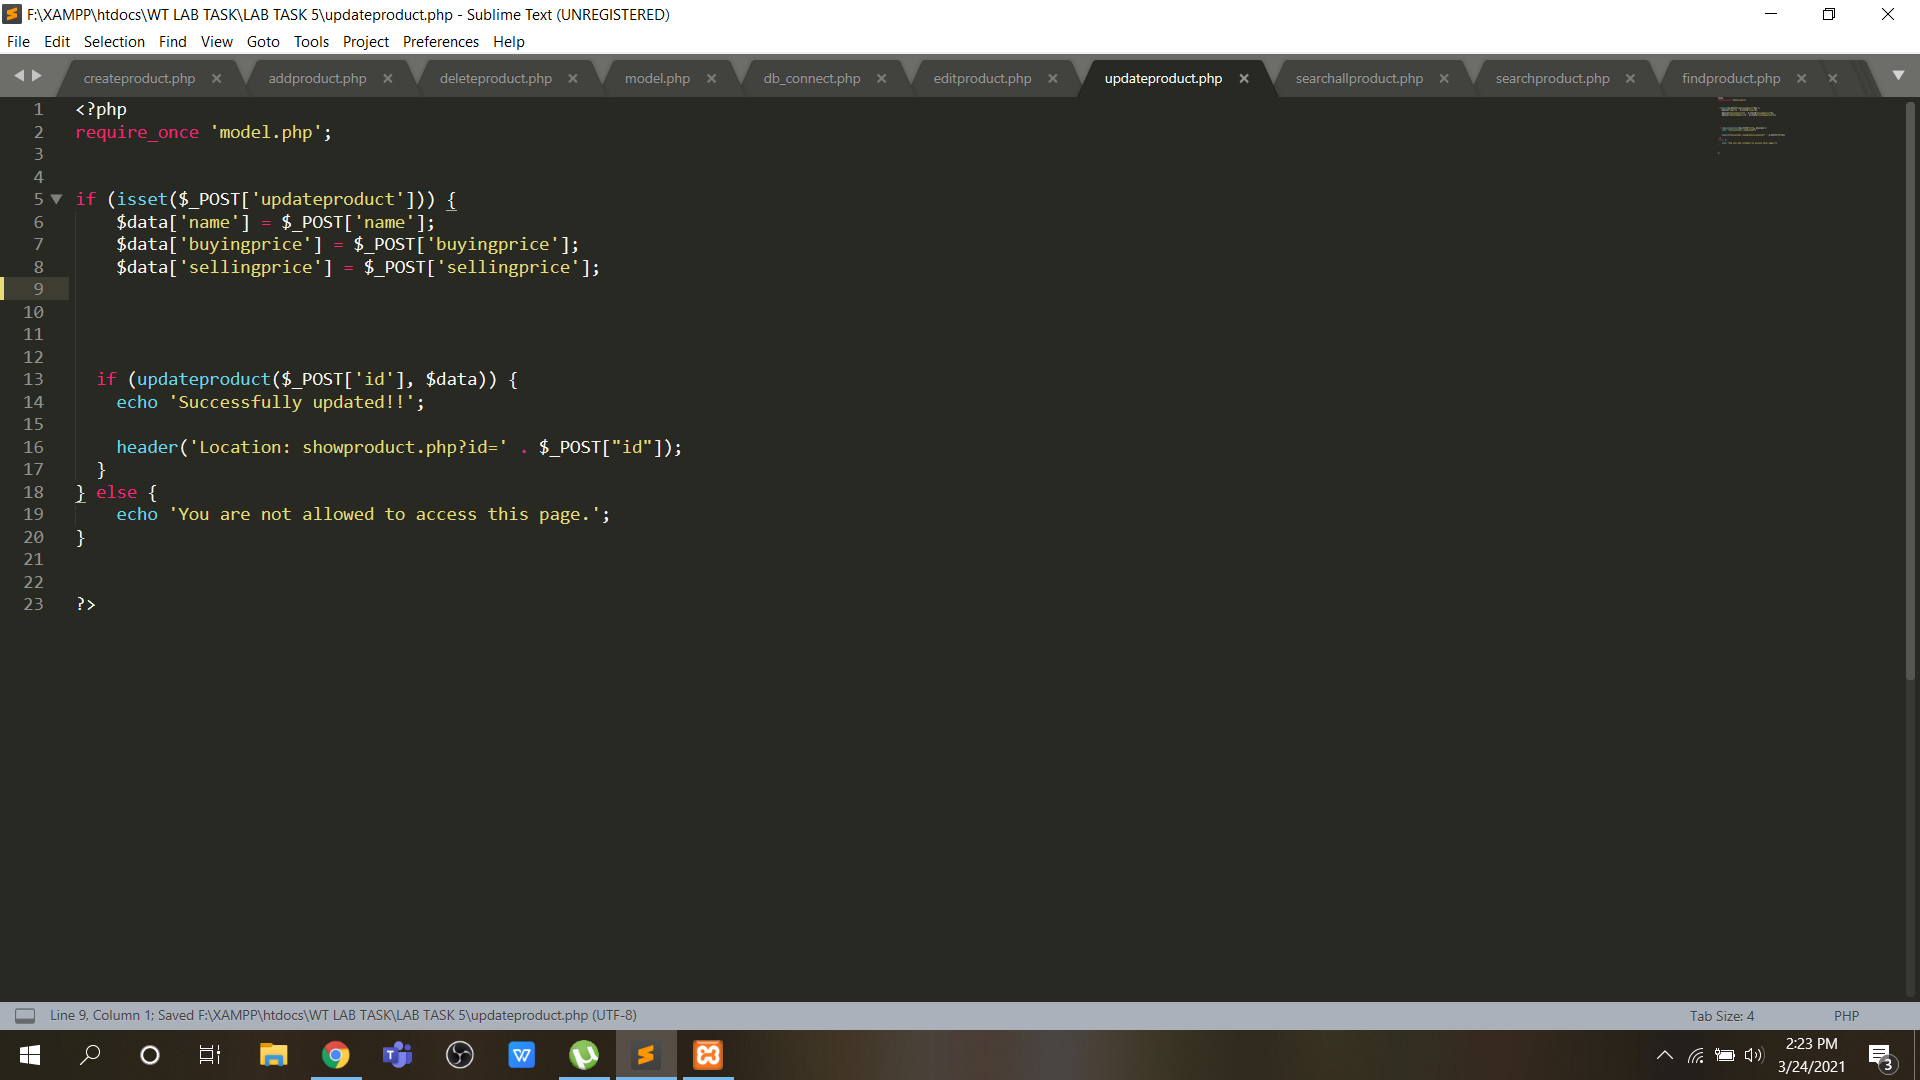 F:\XAMPP\htdocs\WT LAB TASK\LAB TASK 5\updateproduct.php - Sublime Text (UNREGISTERED)
File Edit Selection Find View Goto Tools Project Preferences Help
createproduct.php addproduct.php deleteproduct.php model.php db_connect.php editproduct.php updateproduct.php searchallproduct.php searchproduct.php findproduct.php
1 <?php
2 require_once 'model.php';
3
4
5 if (isset($_POST['updateproduct'])) {
6 $data['name'] = $_POST['name'];
7 $data['buyingprice'] = $_POST['buyingprice'];
8 $data['sellingprice'] = $_POST['sellingprice'];
9
10
11
12
13 if (updateproduct($_POST['id'], $data)) {
14 echo 'Successfully updated!!';
15
16 header('Location: showproduct.php?id=' . $_POST["id"]);
17 }
18 } else {
19 echo 'You are not allowed to access this page.';
20 }
21
22
23 ?>
Line 9, Column 1; Saved F:\XAMPP\htdocs\WT LAB TASK\LAB TASK 5\updateproduct.php (UTF-8) Tab Size: 4 PHP
2:23 PM
3/24/2021
3